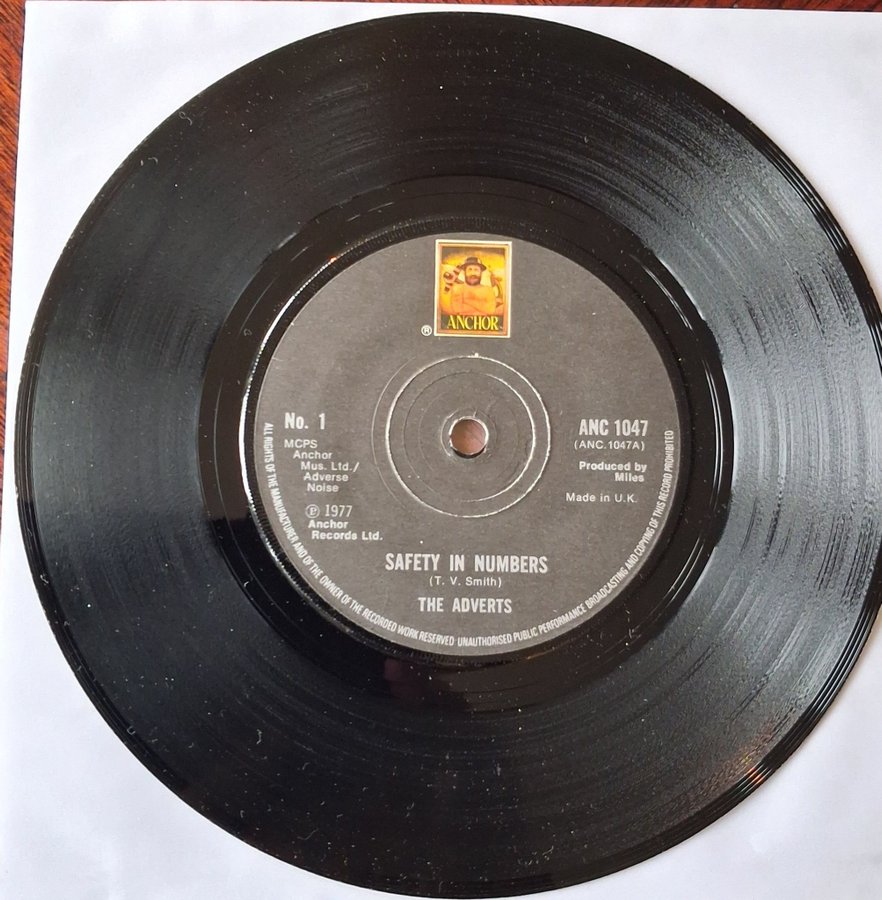 ANCHOR
®
No. 1
MCPS
Anchor
Mus. Ltd./
Adverse
Noise
℗ 1977
Anchor
Records Ltd.
ANC 1047
(ANC.1047A)
Produced by
Miles
Made in U.K.
SAFETY IN NUMBERS
(T. V. Smith)
THE ADVERTS
ALL RIGHTS OF THE MANUFACTURER AND OF THE OWNER OF THE RECORDED WORK RESERVED UNAUTHORISED PUBLIC PERFORMANCE BROADCASTING AND COPYING OF THIS RECORD PROHIBITED